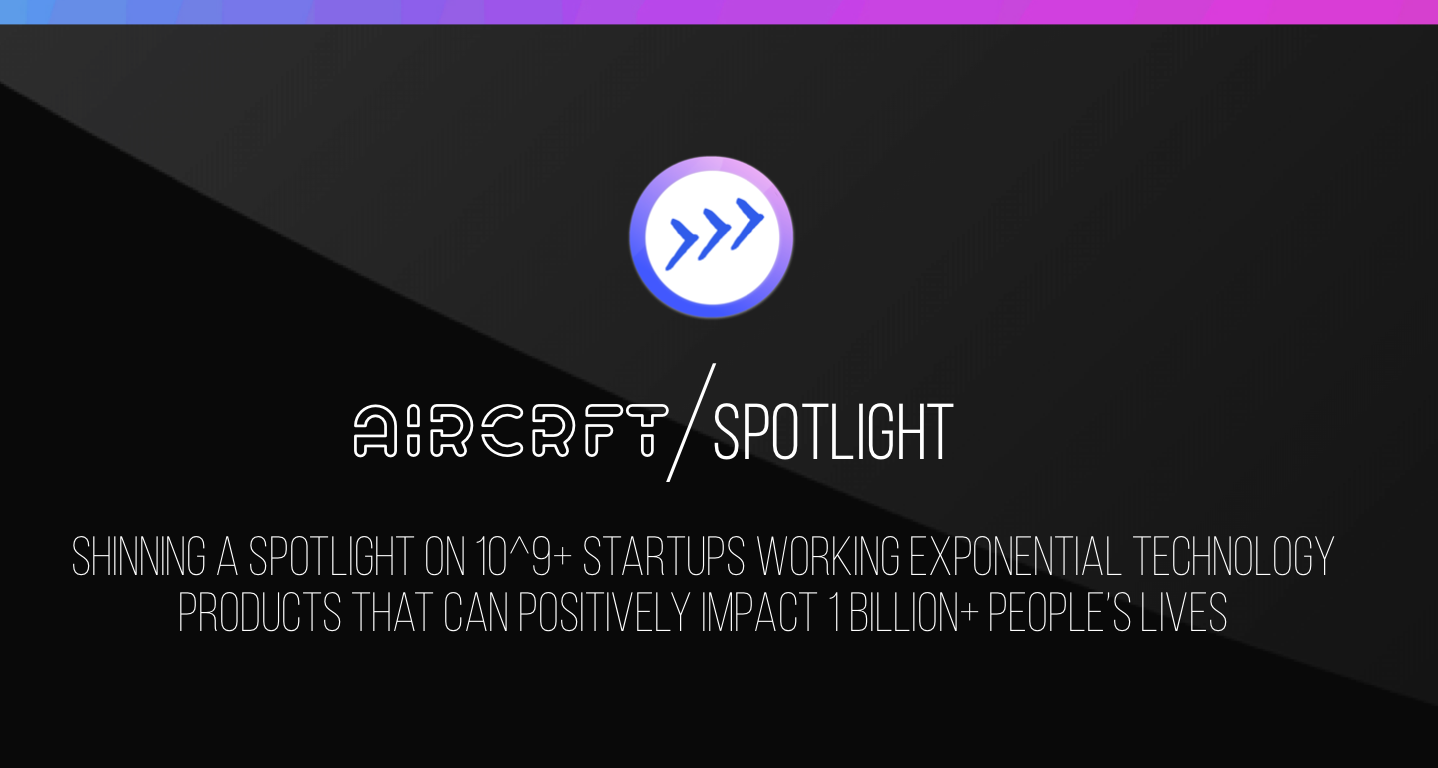 AIRCRFT/SPOTLIGHT
SHINNING A SPOTLIGHT ON 10^9+ STARTUPS WORKING EXPONENTIAL TECHNOLOGY
PRODUCTS THAT CAN POSITIVELY IMPACT 1 BILLION+ PEOPLE'S LIVES